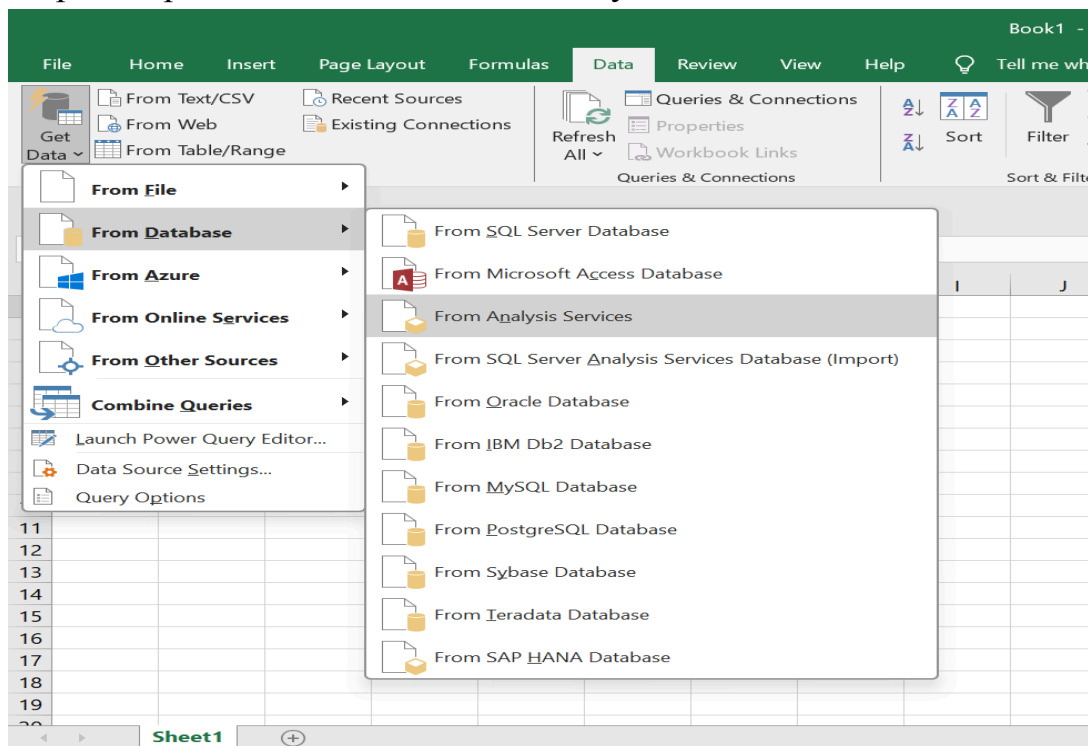 Book1 -
File Home Insert Page Layout Formulas Data Review View Help Tell me wh
Get Data
From Text/CSV
From Web
From Table/Range
Recent Sources
Existing Connections
Refresh All
Queries & Connections
Properties
Workbook Links
Queries & Connections
Sort
Filter
Sort & Filt
From File
From Database
From Azure
From Online Services
From Other Sources
Combine Queries
Launch Power Query Editor...
Data Source Settings...
Query Options
From SQL Server Database
From Microsoft Access Database
From Analysis Services
From SQL Server Analysis Services Database (Import)
From Oracle Database
From IBM Db2 Database
From MySQL Database
From PostgreSQL Database
From Sybase Database
From Teradata Database
From SAP HANA Database
I J
11
12
13
14
15
16
17
18
19
Sheet1